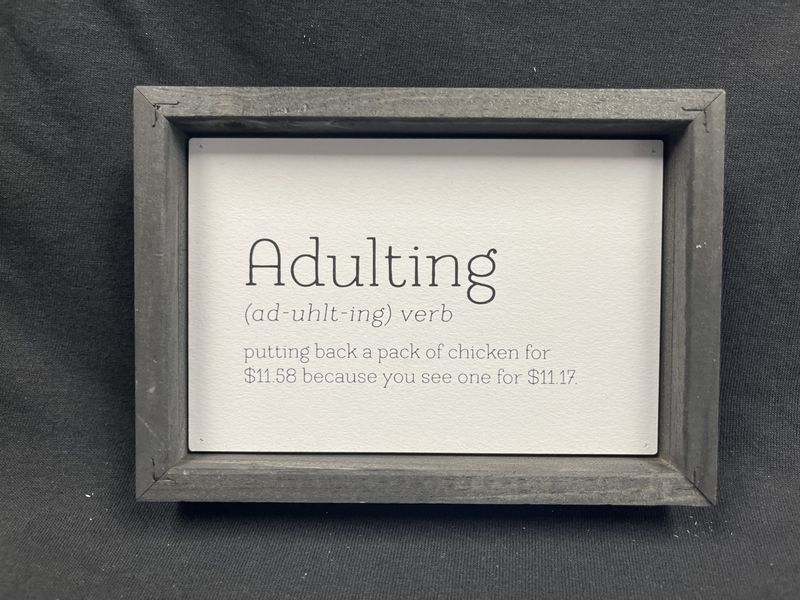 Adulting
(ad-uhlt-ing) verb
putting back a pack of chicken for
$11.58 because you see one for $11.17.